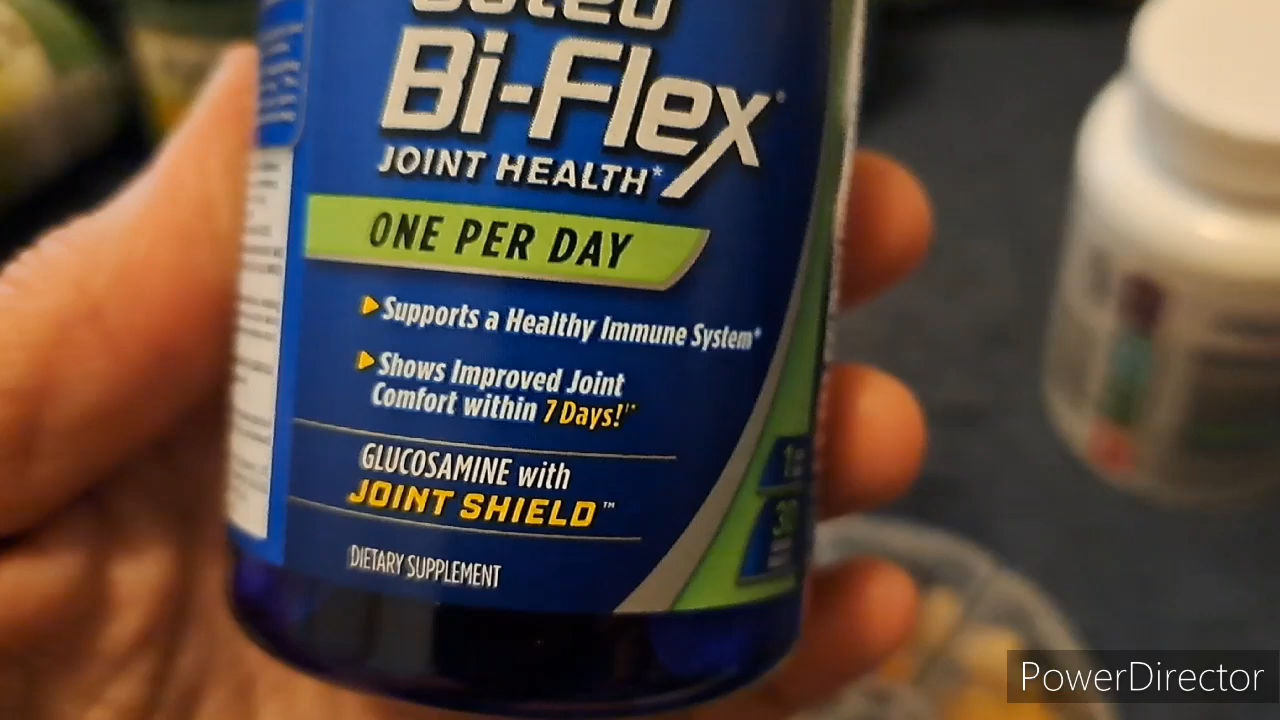 Bi-Flex
JOINT HEALTH*
ONE PER DAY
Supports a Healthy Immune System*
Shows Improved Joint
Comfort within 7 Days!
GLUCOSAMINE with
JOINT SHIELD™
DIETARY SUPPLEMENT
PowerDirector